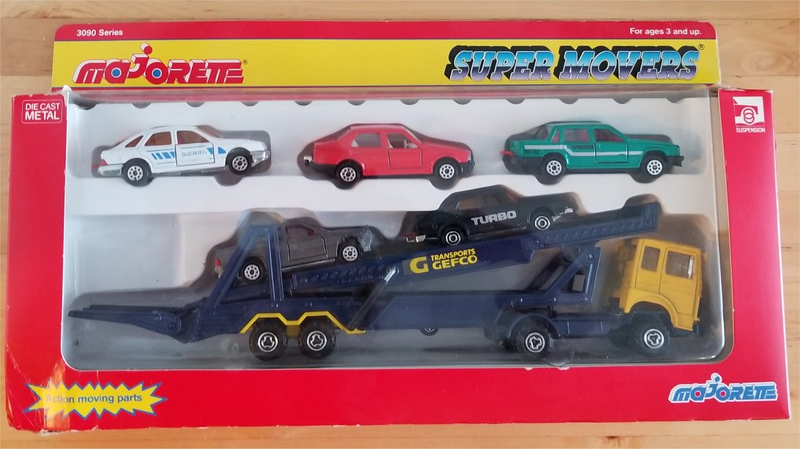 3090 Series
For ages 3 and up.
majorette®
SUPER MOVERS®
DIE CAST
METAL
SUSPENSION
SIERRA
TURBO
G TRANSPORTS
GEFCO
Action moving parts
majorette